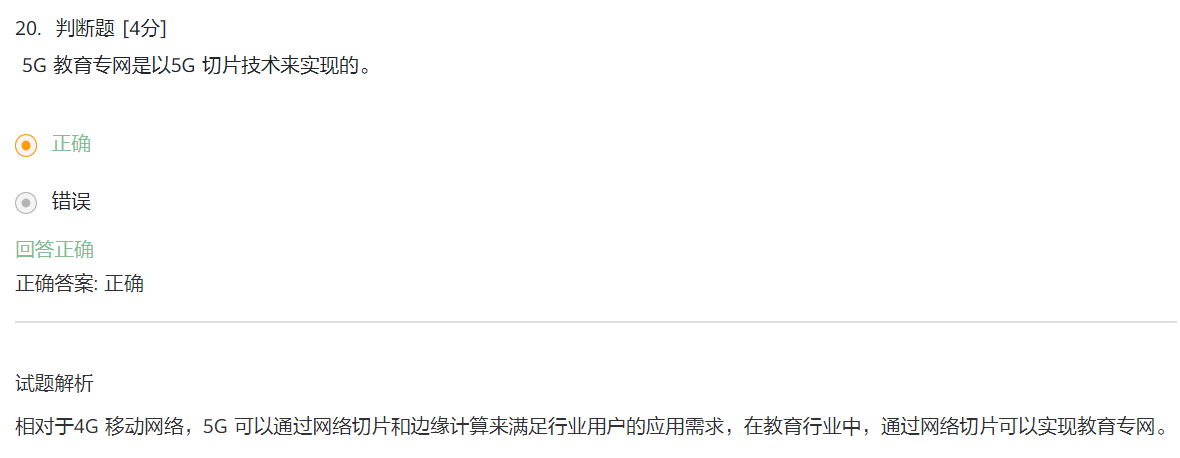 20. 判断题 [4分]
5G 教育专网是以5G 切片技术来实现的。
正确
错误
回答正确
正确答案: 正确
试题解析
相对于4G 移动网络，5G 可以通过网络切片和边缘计算来满足行业用户的应用需求，在教育行业中，通过网络切片可以实现教育专网。